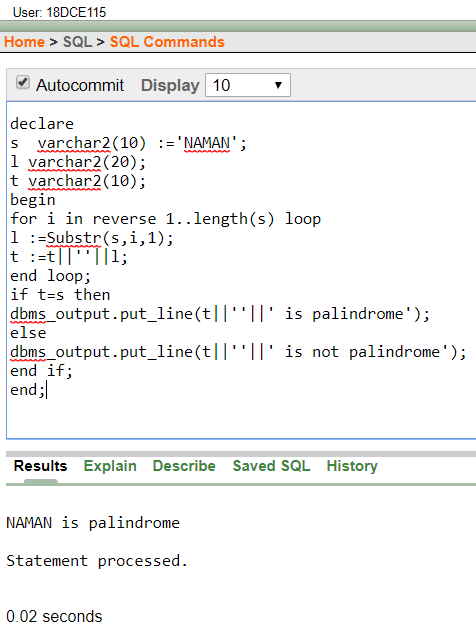 User: 18DCE115
Home > SQL > SQL Commands
Autocommit Display 10
declare
s  varchar2(10) :='NAMAN';
l varchar2(20);
t varchar2(10);
begin
for i in reverse 1..length(s) loop
l :=Substr(s,i,1);
t :=t||''||l;
end loop;
if t=s then
dbms_output.put_line(t||''||' is palindrome');
else
dbms_output.put_line(t||''||' is not palindrome');
end if;
end;
Results Explain Describe Saved SQL History
NAMAN is palindrome
Statement processed.
0.02 seconds